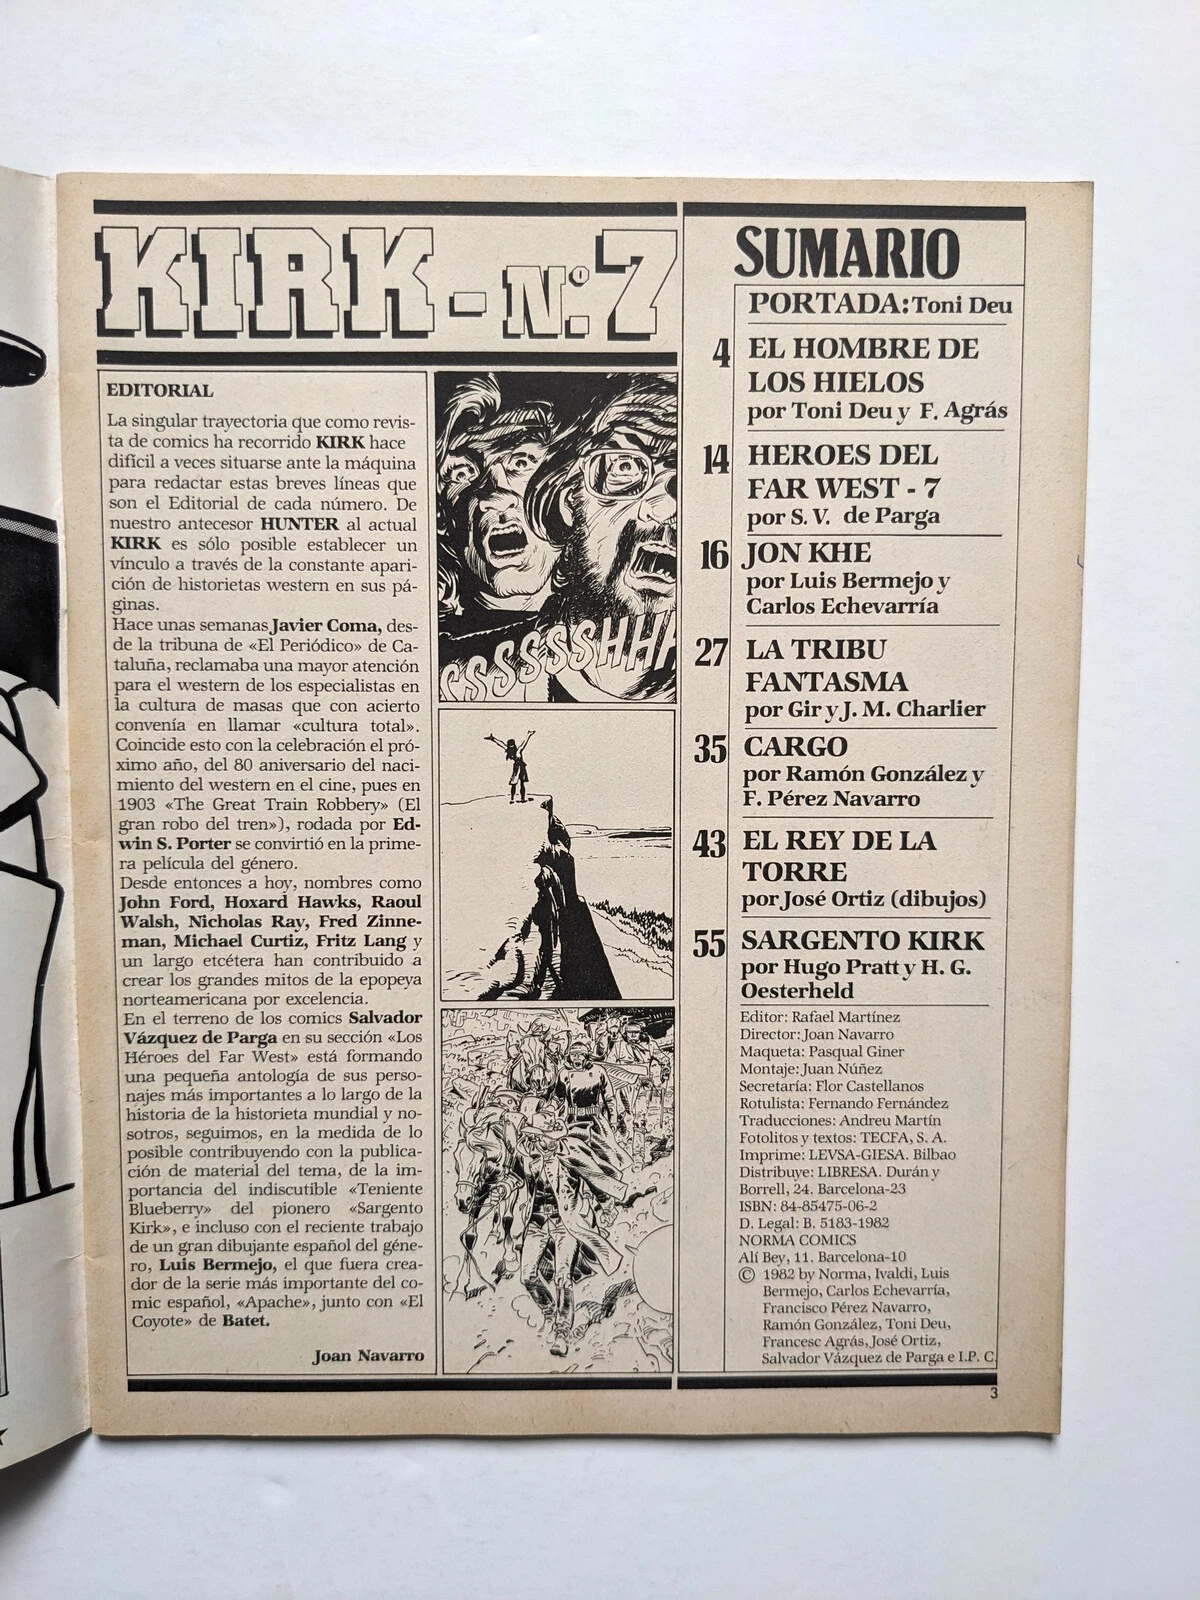 KIRK - Nº.7
EDITORIAL
La singular trayectoria que como revis-
ta de comics ha recorrido KIRK hace
difícil a veces situarse ante la máquina
para redactar estas breves líneas que
son el Editorial de cada número. De
nuestro antecesor HUNTER al actual
KIRK es sólo posible establecer un
vínculo a través de la constante apari-
ción de historietas western en sus pá-
ginas.
Hace unas semanas Javier Coma, des-
de la tribuna de «El Periódico» de Ca-
taluña, reclamaba una mayor atención
para el western de los especialistas en
la cultura de masas que con acierto
convenía en llamar «cultura total».
Coincide esto con la celebración el pró-
ximo año, del 80 aniversario del naci-
miento del western en el cine, pues en
1903 «The Great Train Robbery» (El
gran robo del tren»), rodada por Ed-
win S. Porter se convirtió en la prime-
ra película del género.
Desde entonces a hoy, nombres como
John Ford, Hoxard Hawks, Raoul
Walsh, Nicholas Ray, Fred Zinne-
man, Michael Curtiz, Fritz Lang y
un largo etcétera han contribuido a
crear los grandes mitos de la epopeya
norteamericana por excelencia.
En el terreno de los comics Salvador
Vázquez de Parga en su sección «Los
Héroes del Far West» está formando
una pequeña antología de sus perso-
najes más importantes a lo largo de la
historia de la historieta mundial y no-
sotros, seguimos, en la medida de lo
posible contribuyendo con la publica-
ción de material del tema, de la im-
portancia del indiscutible «Teniente
Blueberry» del pionero «Sargento
Kirk», e incluso con el reciente trabajo
de un gran dibujante español del géne-
ro, Luis Bermejo, el que fuera crea-
dor de la serie más importante del co-
mic español, «Apache», junto con «El
Coyote» de Batet.
Joan Navarro
SSSSSSHHH
SUMARIO
PORTADA: Toni Deu
4 EL HOMBRE DE
LOS HIELOS
por Toni Deu y F. Agrás
14 HEROES DEL
FAR WEST - 7
por S. V. de Parga
16 JON KHE
por Luis Bermejo y
Carlos Echevarría
27 LA TRIBU
FANTASMA
por Gir y J. M. Charlier
35 CARGO
por Ramón González y
F. Pérez Navarro
43 EL REY DE LA
TORRE
por José Ortiz (dibujos)
55 SARGENTO KIRK
por Hugo Pratt y H. G.
Oesterheld
Editor: Rafael Martínez
Director: Joan Navarro
Maqueta: Pasqual Giner
Montaje: Juan Núñez
Secretaría: Flor Castellanos
Rotulista: Fernando Fernández
Traducciones: Andreu Martín
Fotolitos y textos: TECFA, S. A.
Imprime: LEVSA-GIESA. Bilbao
Distribuye: LIBRESA. Durán y
Borrell, 24. Barcelona-23
ISBN: 84-85475-06-2
D. Legal: B. 5183-1982
NORMA COMICS
Alí Bey, 11. Barcelona-10
© 1982 by Norma, Ivaldi, Luis
Bermejo, Carlos Echevarría,
Francisco Pérez Navarro,
Ramón González, Toni Deu,
Francesc Agrás, José Ortiz,
Salvador Vázquez de Parga e I.P. C.
3